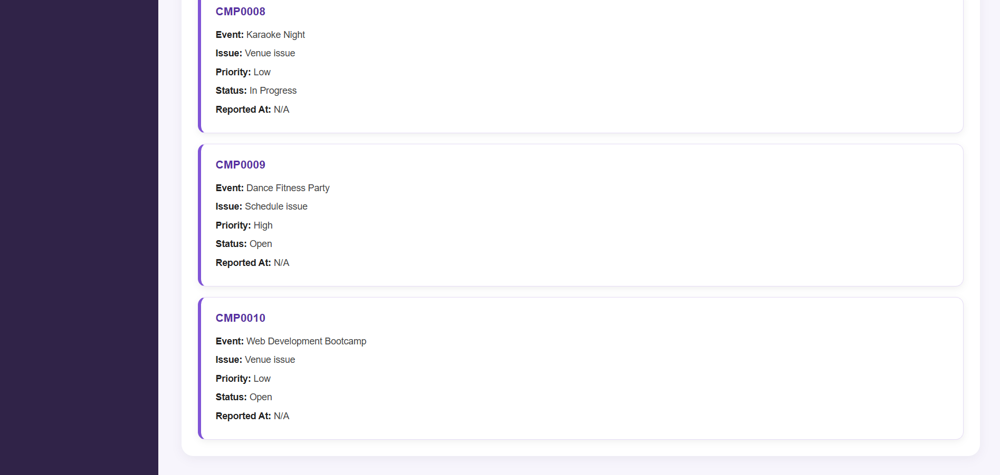 CMP0008
Event: Karaoke Night
Issue: Venue issue
Priority: Low
Status: In Progress
Reported At: N/A
CMP0009
Event: Dance Fitness Party
Issue: Schedule issue
Priority: High
Status: Open
Reported At: N/A
CMP0010
Event: Web Development Bootcamp
Issue: Venue issue
Priority: Low
Status: Open
Reported At: N/A